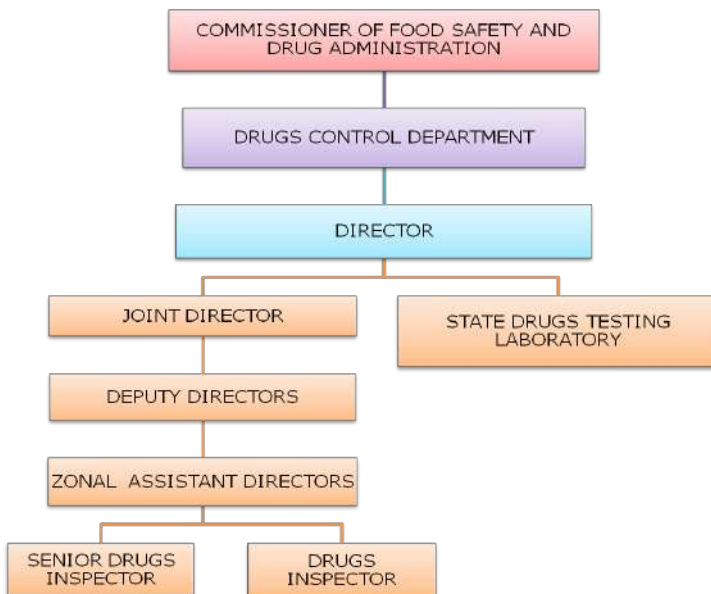 COMMISSIONER OF FOOD SAFETY AND
DRUG ADMINISTRATION
DRUGS CONTROL DEPARTMENT
DIRECTOR
JOINT DIRECTOR
STATE DRUGS TESTING
LABORATORY
DEPUTY DIRECTORS
ZONAL ASSISTANT DIRECTORS
SENIOR DRUGS
INSPECTOR
DRUGS
INSPECTOR